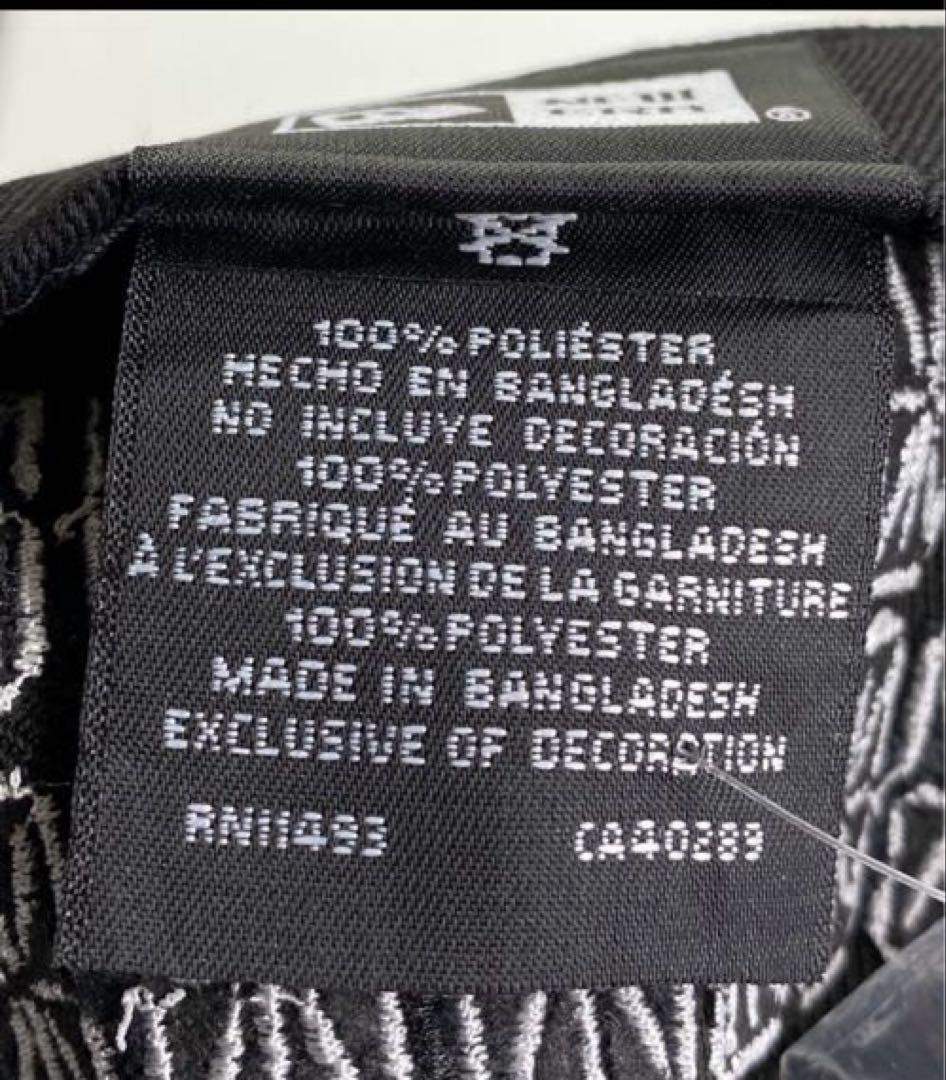 ®
100% POLIÉSTER
HECHO EN BANGLADÉSH
NO INCLUYE DECORACIÓN
100% POLYESTER
FABRIQUÉ AU BANGLADESH
À L'EXCLUSION DE LA GARNITURE
100% POLYESTER
MADE IN BANGLADESH
EXCLUSIVE OF DECORATION
RN11493 CA40289